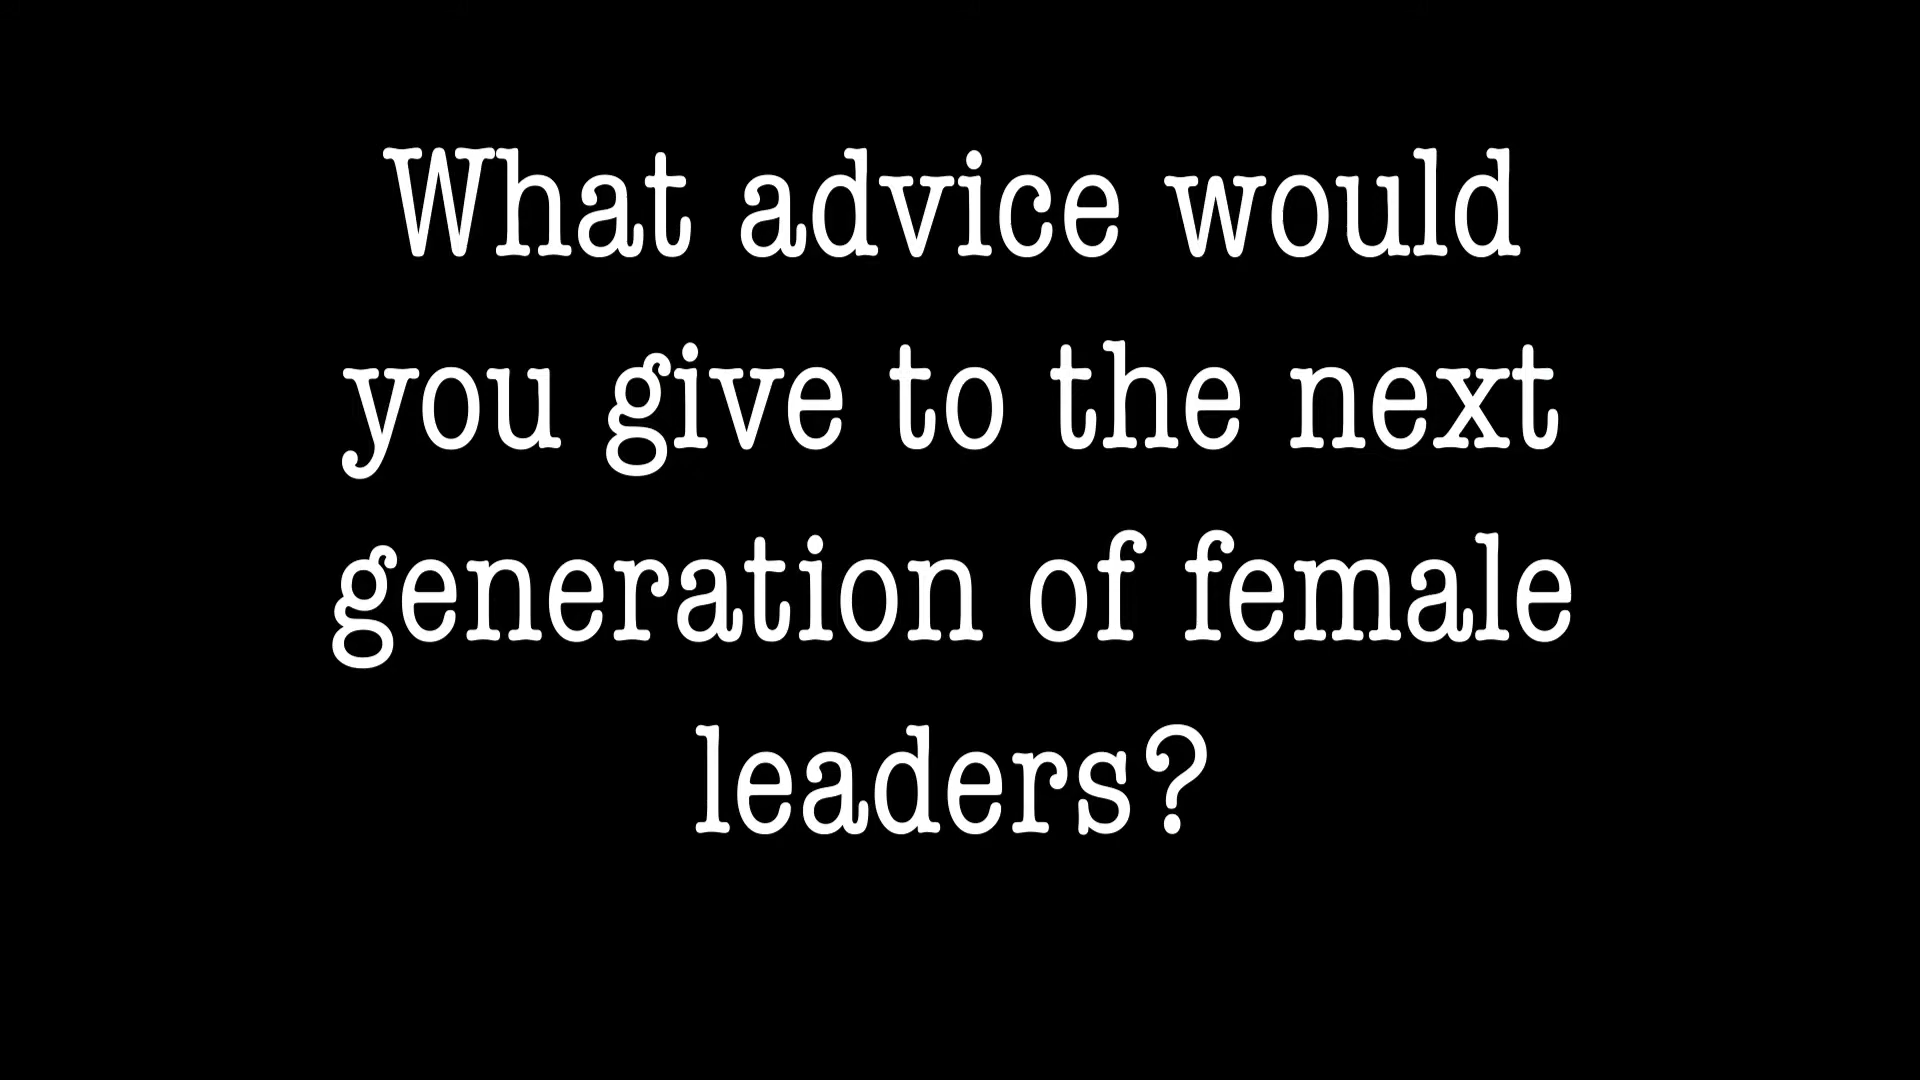 What advice would
you give to the next
generation of female
leaders?